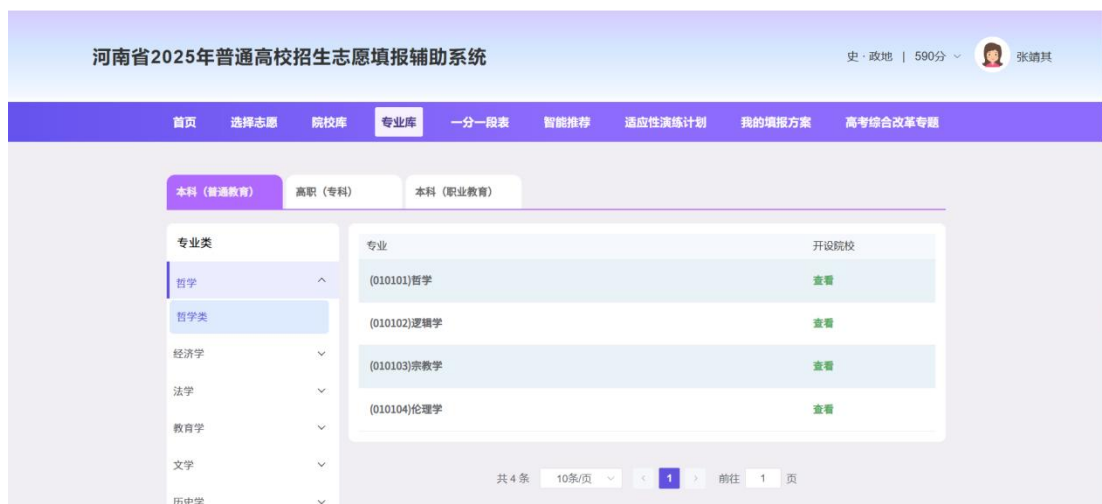 河南省2025年普通高校招生志愿填报辅助系统
史·政地 | 590分
张婧其
首页 选择志愿 院校库 专业库 一分一段表 智能推荐 适应性演练计划 我的填报方案 高考综合改革专题
本科（普通教育） 高职（专科） 本科（职业教育）
专业类
哲学
哲学类
经济学
法学
教育学
文学
历史学
专业 开设院校
(010101)哲学 查看
(010102)逻辑学 查看
(010103)宗教学 查看
(010104)伦理学 查看
共 4 条 10条/页 1 前往 1 页